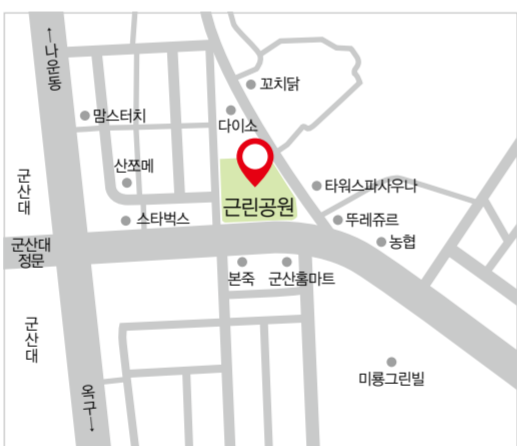 ←나운동
꼬치닭
맘스터치
다이소
산쪼메
타워스파사우나
군산대
근린공원
스타벅스
뚜레쥬르
농협
군산대
정문
본죽
군산홈마트
군산대
미룡그린빌
옥구→